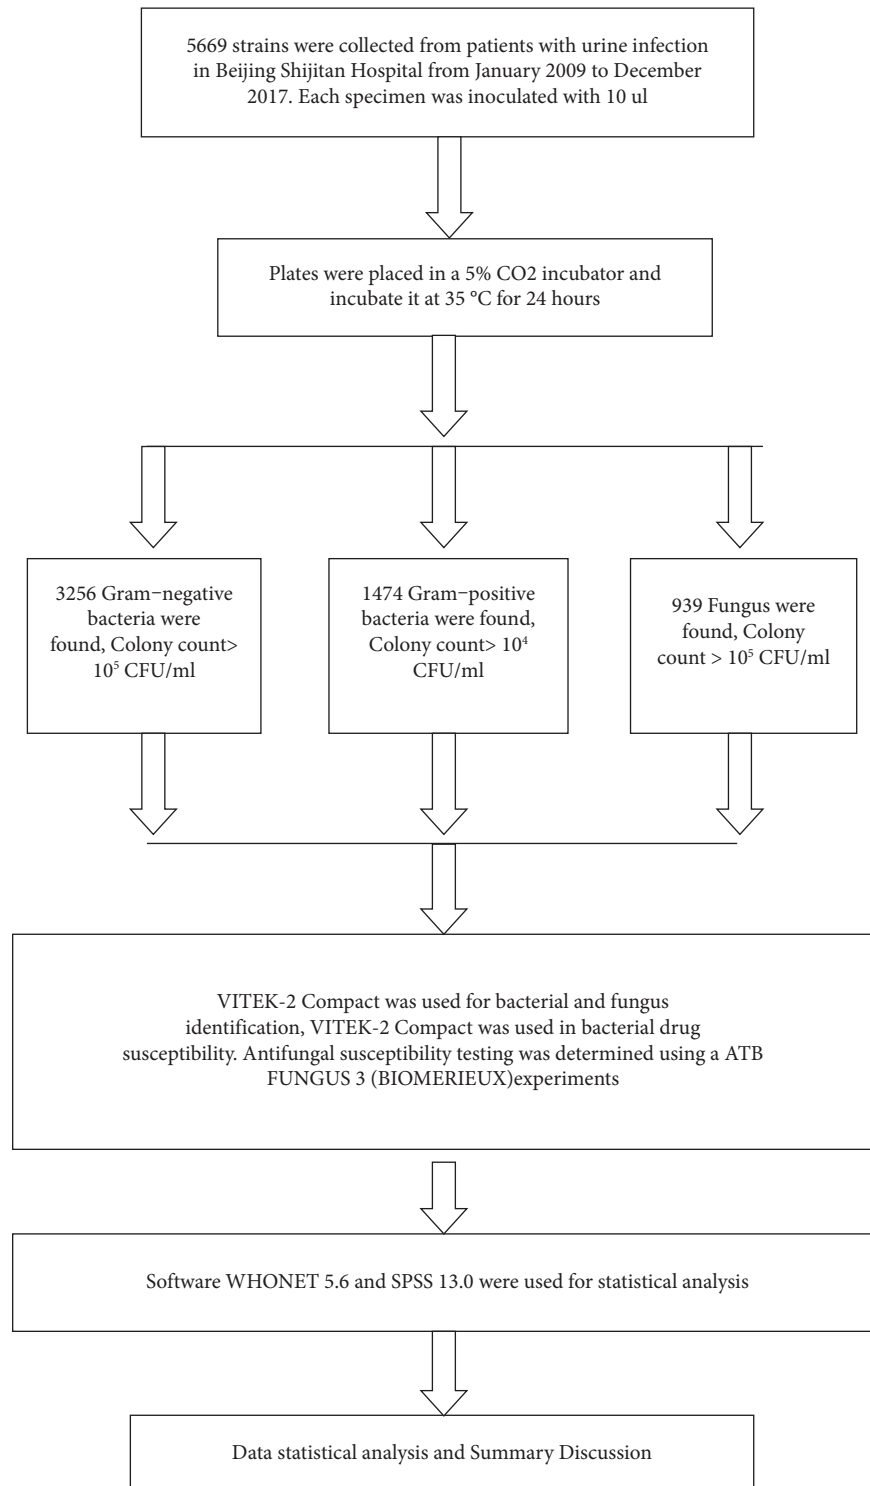 5669 strains were collected from patients with urine infection
in Beijing Shijitan Hospital from January 2009 to December
2017. Each specimen was inoculated with 10 ul
Plates were placed in a 5% CO2 incubator and
incubate it at 35 °C for 24 hours
3256 Gram−negative
bacteria were
found, Colony count>
10⁵ CFU/ml
1474 Gram−positive
bacteria were found,
Colony count> 10⁴
CFU/ml
939 Fungus were
found, Colony
count > 10⁵ CFU/ml
VITEK-2 Compact was used for bacterial and fungus
identification, VITEK-2 Compact was used in bacterial drug
susceptibility. Antifungal susceptibility testing was determined using a ATB
FUNGUS 3 (BIOMERIEUX)experiments
Software WHONET 5.6 and SPSS 13.0 were used for statistical analysis
Data statistical analysis and Summary Discussion